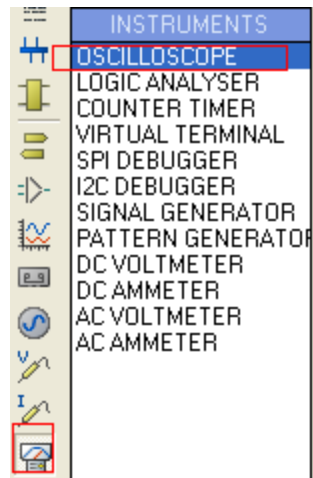 INSTRUMENTS
OSCILLOSCOPE
LOGIC ANALYSER
COUNTER TIMER
VIRTUAL TERMINAL
SPI DEBUGGER
I2C DEBUGGER
SIGNAL GENERATOR
PATTERN GENERATOR
DC VOLTMETER
DC AMMETER
AC VOLTMETER
AC AMMETER
V
I